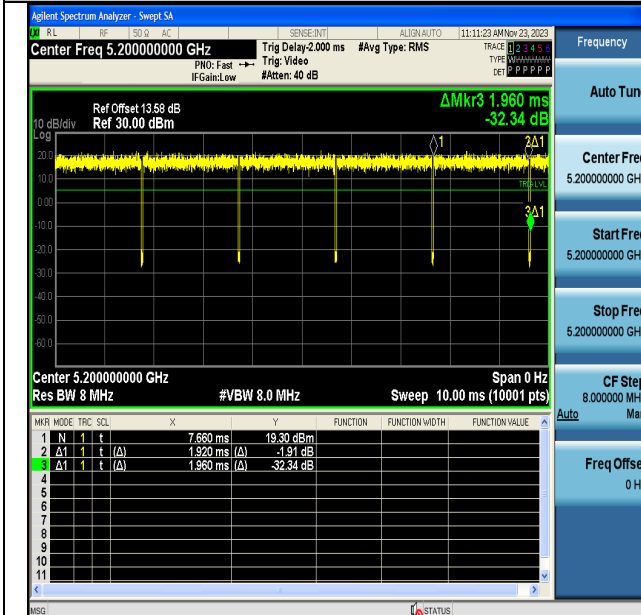 Agilent Spectrum Analyzer - Swept SA
LXI RL RF 50 Ω AC SENSE:INT ALIGN AUTO 11:11:23 AM Nov 23, 2023
Center Freq 5.200000000 GHz
Trig Delay-2.000 ms #Avg Type: RMS
TRACE 1 2 3 4 5 6
PNO: Fast Trig: Video
TYPE W
IFGain:Low #Atten: 40 dB
DET P P P P P P
Ref Offset 13.58 dB
10 dB/div Ref 30.00 dBm
ΔMkr3 1.960 ms
-32.34 dB
Log
20.0
10.0
0.00
-10.0
-20.0
-30.0
-40.0
-50.0
-60.0
1
2Δ1
TRIG LVL
3Δ1
Center 5.200000000 GHz Span 0 Hz
Res BW 8 MHz #VBW 8.0 MHz Sweep 10.00 ms (10001 pts)
MKR MODE TRC SCL X Y FUNCTION FUNCTION WIDTH FUNCTION VALUE
1 N 1 t 7.660 ms 19.30 dBm
2 Δ1 1 t (Δ) 1.920 ms (Δ) -1.91 dB
3 Δ1 1 t (Δ) 1.960 ms (Δ) -32.34 dB
4
5
6
7
8
9
10
11
MSG STATUS
Frequency
Auto Tun
Center Fre
5.200000000 GH
Start Fre
5.200000000 GH
Stop Fre
5.200000000 GH
CF Ste
8.000000 MH
Auto Ma
Freq Offse
0 H